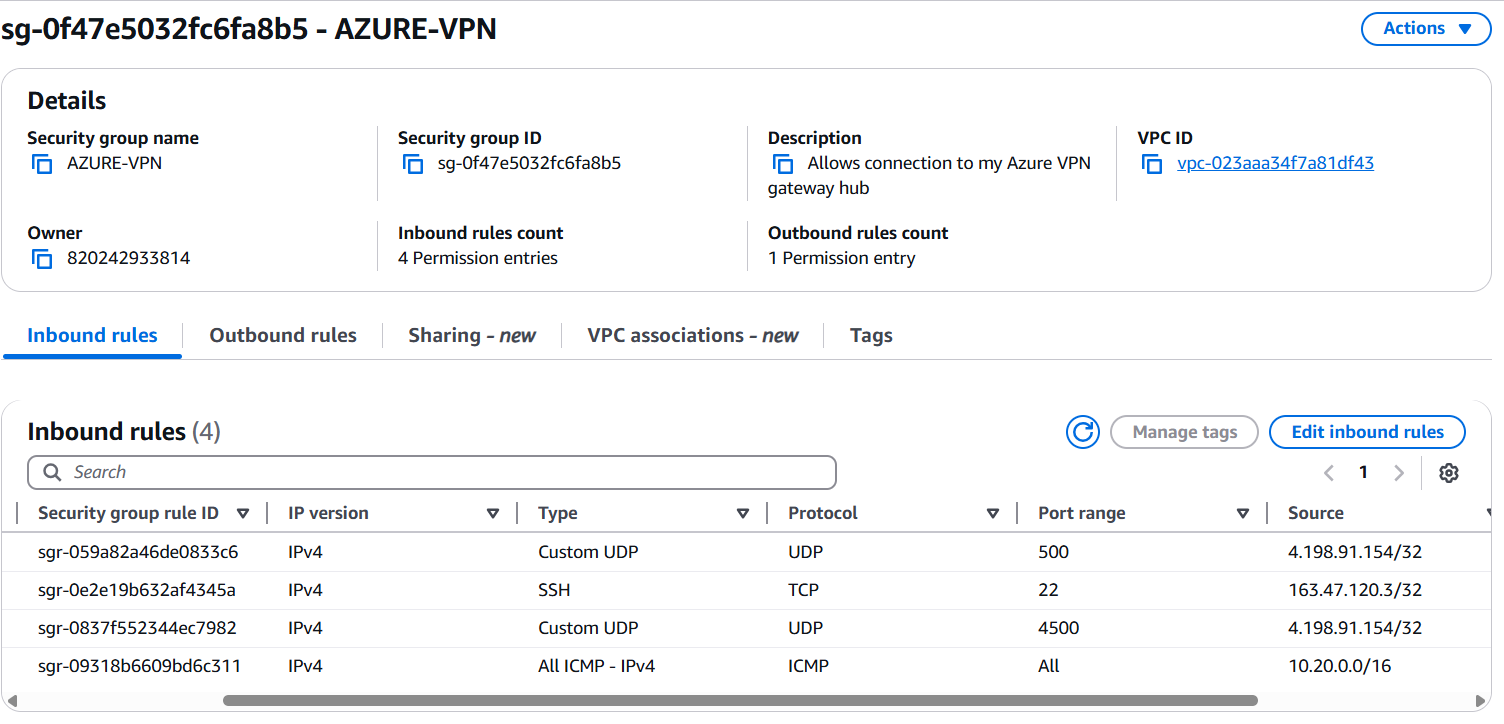 sg-0f47e5032fc6fa8b5 - AZURE-VPN
Actions
Details
Security group name
AZURE-VPN
Security group ID
sg-0f47e5032fc6fa8b5
Description
Allows connection to my Azure VPN
gateway hub
VPC ID
vpc-023aaa34f7a81df43
Owner
820242933814
Inbound rules count
4 Permission entries
Outbound rules count
1 Permission entry
Inbound rules Outbound rules Sharing - new VPC associations - new Tags
Inbound rules (4)
Manage tags
Edit inbound rules
Search
1
Security group rule ID IP version Type Protocol Port range Source
sgr-059a82a46de0833c6 IPv4 Custom UDP UDP 500 4.198.91.154/32
sgr-0e2e19b632af4345a IPv4 SSH TCP 22 163.47.120.3/32
sgr-0837f552344ec7982 IPv4 Custom UDP UDP 4500 4.198.91.154/32
sgr-09318b6609bd6c311 IPv4 All ICMP - IPv4 ICMP All 10.20.0.0/16